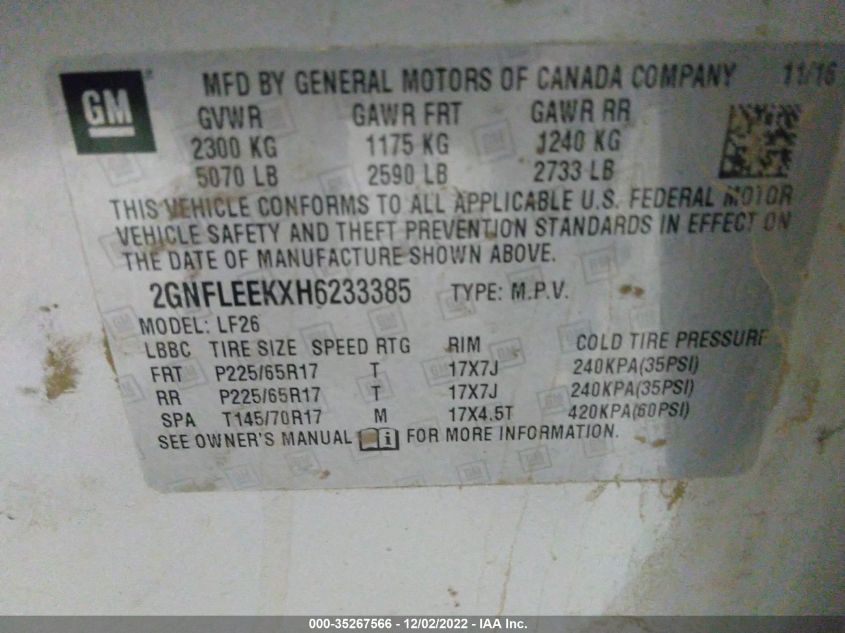 GM
MFD BY GENERAL MOTORS OF CANADA COMPANY 11/16
GVWR GAWR FRT GAWR RR
2300 KG 1175 KG 1240 KG
5070 LB 2590 LB 2733 LB
THIS VEHICLE CONFORMS TO ALL APPLICABLE U.S. FEDERAL MOTOR
VEHICLE SAFETY AND THEFT PREVENTION STANDARDS IN EFFECT ON
THE DATE OF MANUFACTURE SHOWN ABOVE.
2GNFLEEKXH6233385 TYPE: M.P.V.
MODEL: LF26
LBBC TIRE SIZE SPEED RTG RIM COLD TIRE PRESSURE
FRT P225/65R17 T 17X7J 240KPA(35PSI)
RR P225/65R17 T 17X7J 240KPA(35PSI)
SPA T145/70R17 M 17X4.5T 420KPA(60PSI)
SEE OWNER'S MANUAL FOR MORE INFORMATION.
000-35267566 - 12/02/2022 - IAA Inc.